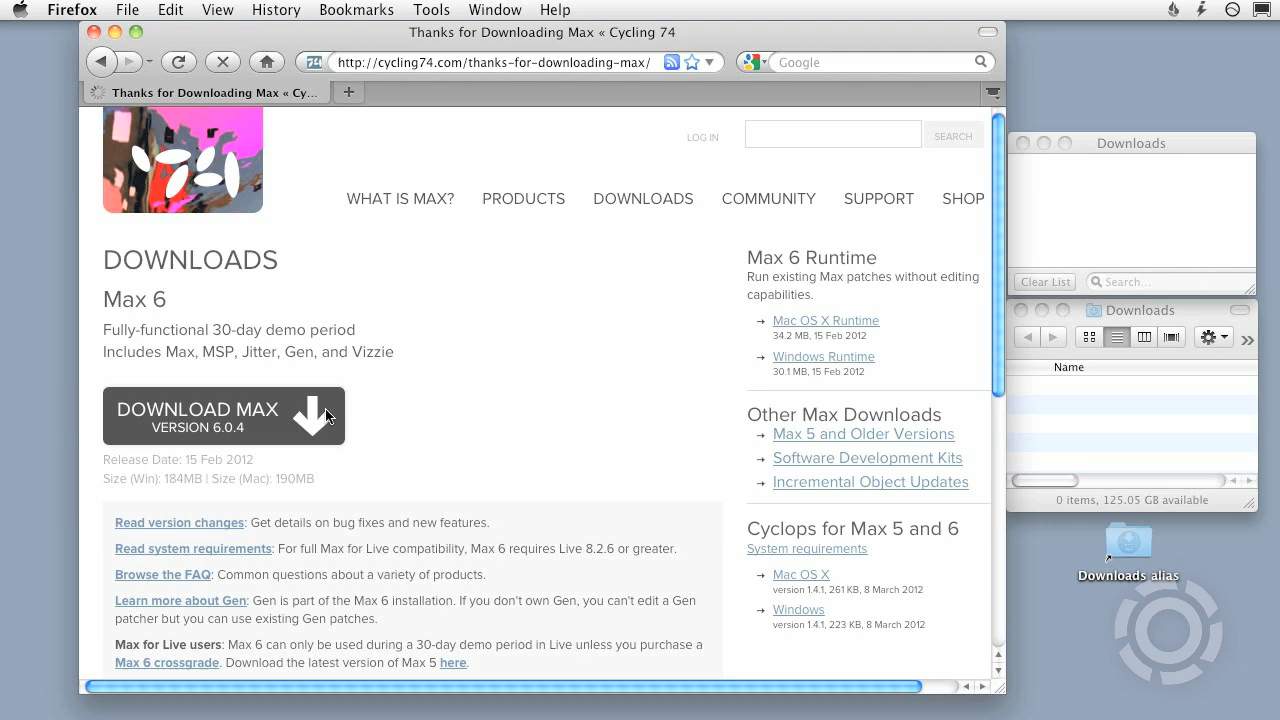 Firefox File Edit View History Bookmarks Tools Window Help
Thanks for Downloading Max « Cycling 74
74 http://cycling74.com/thanks-for-downloading-max/ Google
Thanks for Downloading Max « Cy...
LOG IN SEARCH
WHAT IS MAX? PRODUCTS DOWNLOADS COMMUNITY SUPPORT SHOP
DOWNLOADS
Max 6
Fully-functional 30-day demo period
Includes Max, MSP, Jitter, Gen, and Vizzie
DOWNLOAD MAX
VERSION 6.0.4
Release Date: 15 Feb 2012
Size (Win): 184MB | Size (Mac): 190MB
Read version changes: Get details on bug fixes and new features.
Read system requirements: For full Max for Live compatibility, Max 6 requires Live 8.2.6 or greater.
Browse the FAQ: Common questions about a variety of products.
Learn more about Gen: Gen is part of the Max 6 installation. If you don't own Gen, you can't edit a Gen
patcher but you can use existing Gen patches.
Max for Live users: Max 6 can only be used during a 30-day demo period in Live unless you purchase a
Max 6 crossgrade. Download the latest version of Max 5 here.
Max 6 Runtime
Run existing Max patches without editing
capabilities.
Mac OS X Runtime
34.2 MB, 15 Feb 2012
Windows Runtime
30.1 MB, 15 Feb 2012
Other Max Downloads
Max 5 and Older Versions
Software Development Kits
Incremental Object Updates
Cyclops for Max 5 and 6
System requirements
Mac OS X
version 1.4.1, 261 KB, 8 March 2012
Windows
version 1.4.1, 223 KB, 8 March 2012
Downloads
Clear List Search...
Downloads
Name
0 items, 125.05 GB available
Downloads alias